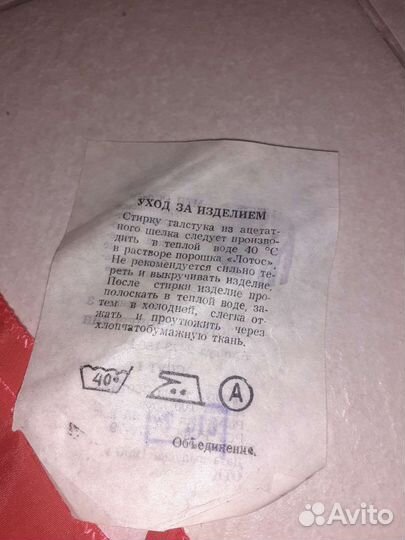 УХОД ЗА ИЗДЕЛИЕМ
Стирку галстука из ацетат-
ного шелка следует произво-
дить в теплой воде 40 °С
в растворе порошка «Лотос».
Не рекомендуется сильно те-
реть и выкручивать изделие.
После стирки изделие про-
полоскать в теплой воде, за-
тем в холодной, слегка от-
жать и проутюжить через
хлопчатобумажную ткань.
40° A
Объединение.
Avito